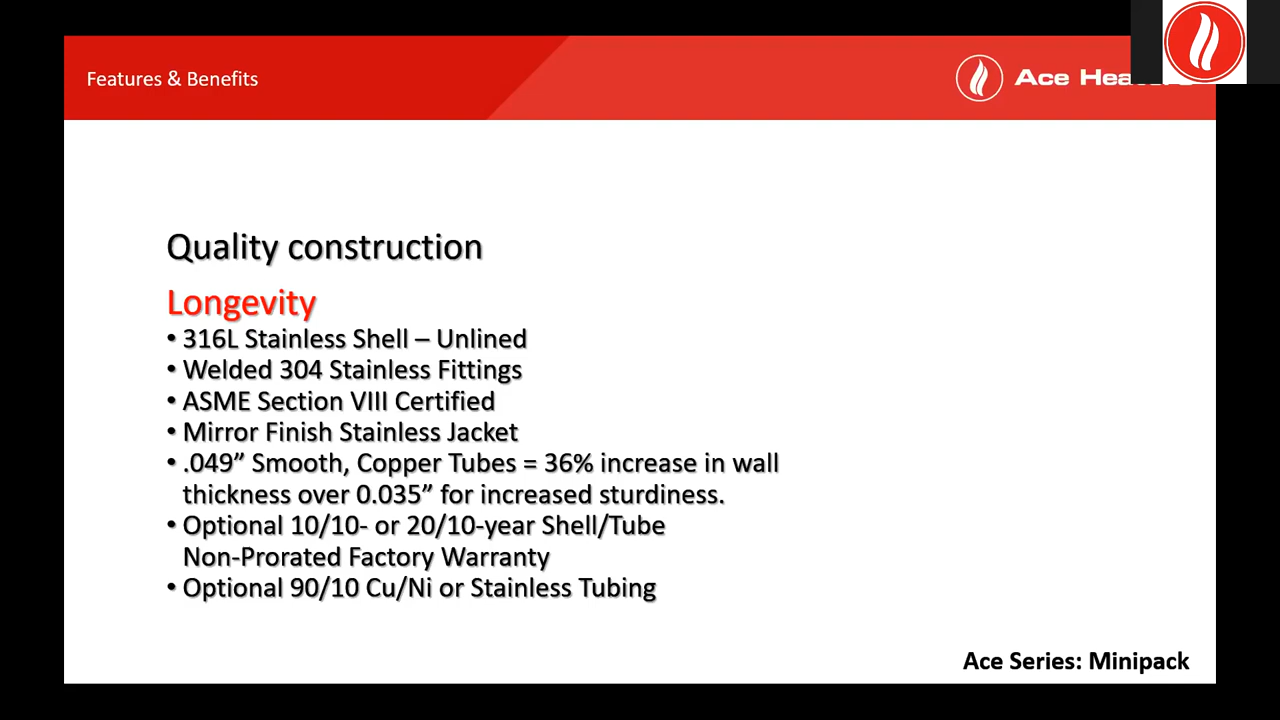 Features & Benefits
Ace
Quality construction
Longevity
• 316L Stainless Shell – Unlined
• Welded 304 Stainless Fittings
• ASME Section VIII Certified
• Mirror Finish Stainless Jacket
• .049” Smooth, Copper Tubes = 36% increase in wall
thickness over 0.035” for increased sturdiness.
• Optional 10/10- or 20/10-year Shell/Tube
Non-Prorated Factory Warranty
• Optional 90/10 Cu/Ni or Stainless Tubing
Ace Series: Minipack